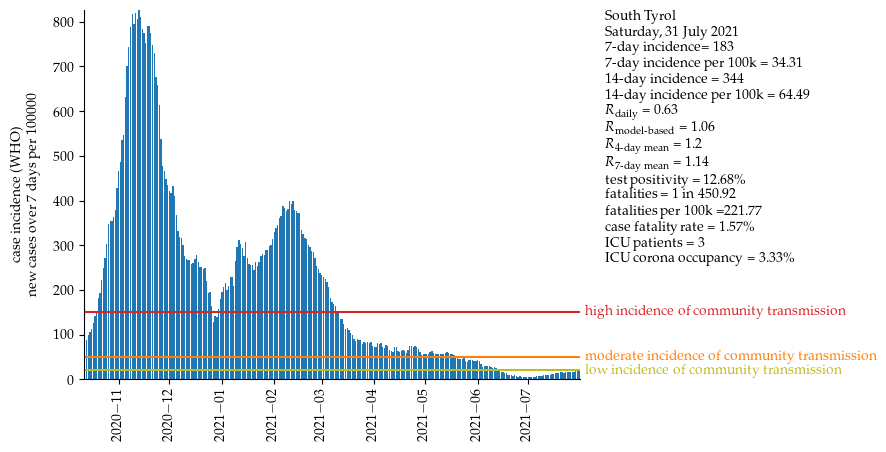 South Tyrol
Saturday, 31 July 2021
7-day incidence= 183
7-day incidence per 100k = 34.31
14-day incidence = 344
14-day incidence per 100k = 64.49
R daily = 0.63
R model-based = 1.06
R 4-day mean = 1.2
R 7-day mean = 1.14
test positivity = 12.68%
fatalities = 1 in 450.92
fatalities per 100k =221.77
case fatality rate = 1.57%
ICU patients = 3
ICU corona occupancy = 3.33%
case incidence (WHO)
new cases over 7 days per 100000
800
700
600
500
400
300
200
100
0
high incidence of community transmission
moderate incidence of community transmission
low incidence of community transmission
2020−11
2020−12
2021−01
2021−02
2021−03
2021−04
2021−05
2021−06
2021−07